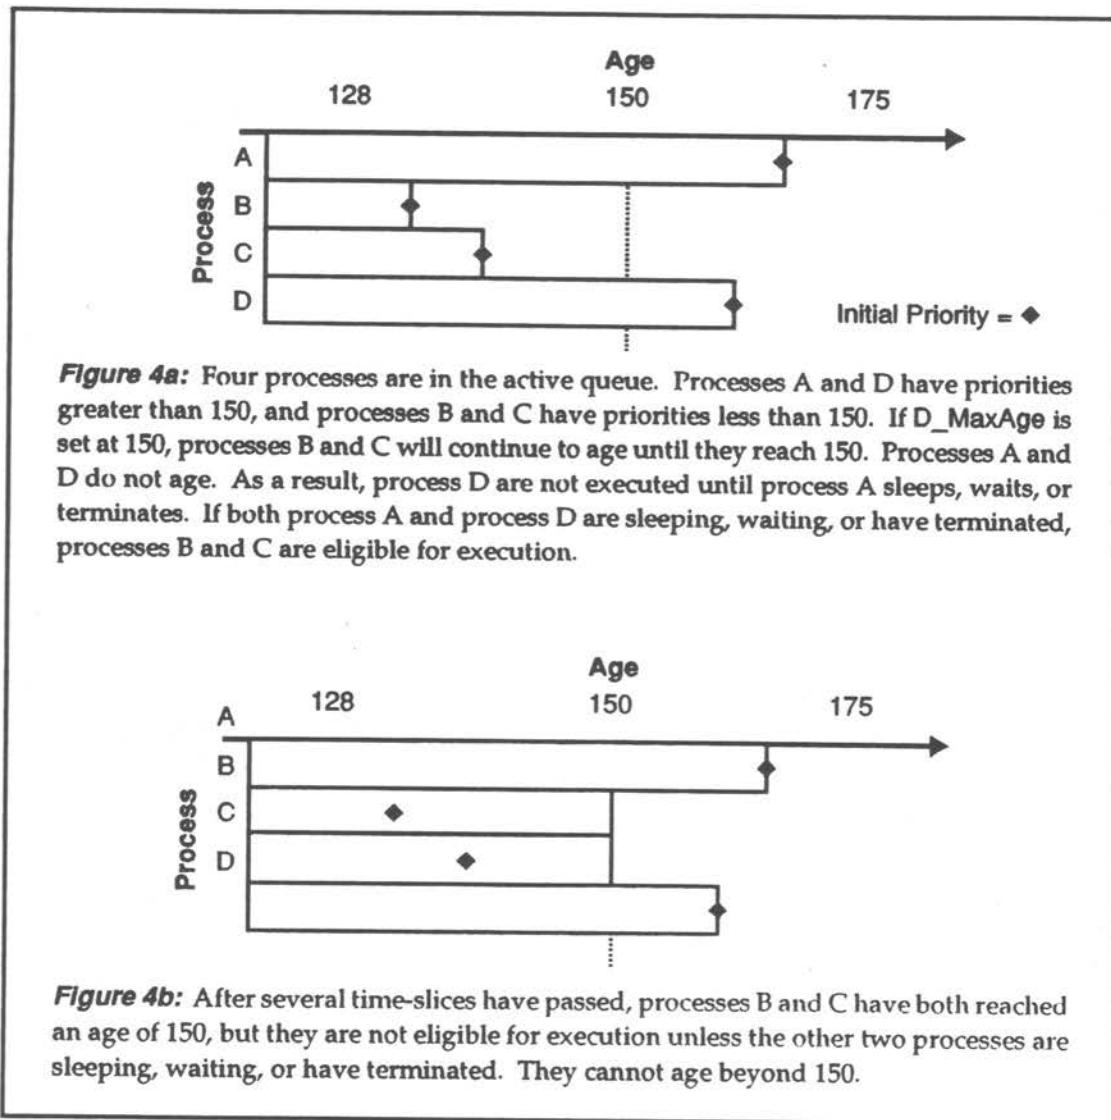 Age
128 150 175
A
B
C
D
Process
Initial Priority = ◆
Figure 4a: Four processes are in the active queue. Processes A and D have priorities
greater than 150, and processes B and C have priorities less than 150. If D_MaxAge is
set at 150, processes B and C will continue to age until they reach 150. Processes A and
D do not age. As a result, process D are not executed until process A sleeps, waits, or
terminates. If both process A and process D are sleeping, waiting, or have terminated,
processes B and C are eligible for execution.
Age
128 150 175
A
B
C
D
Process
Figure 4b: After several time-slices have passed, processes B and C have both reached
an age of 150, but they are not eligible for execution unless the other two processes are
sleeping, waiting, or have terminated. They cannot age beyond 150.